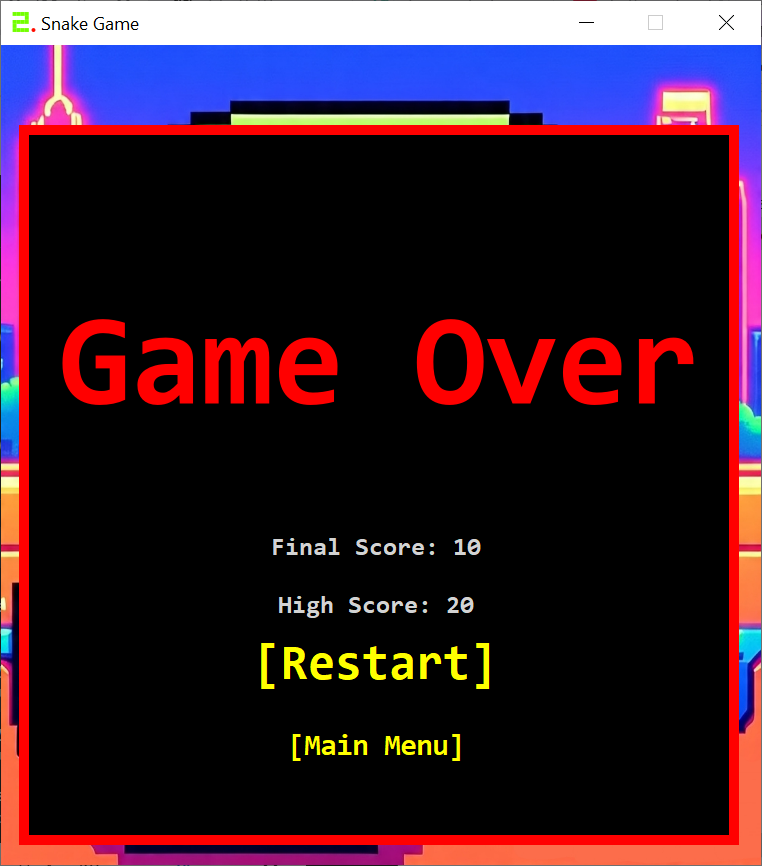 Snake Game
Game Over
Final Score: 10
High Score: 20
[Restart]
[Main Menu]